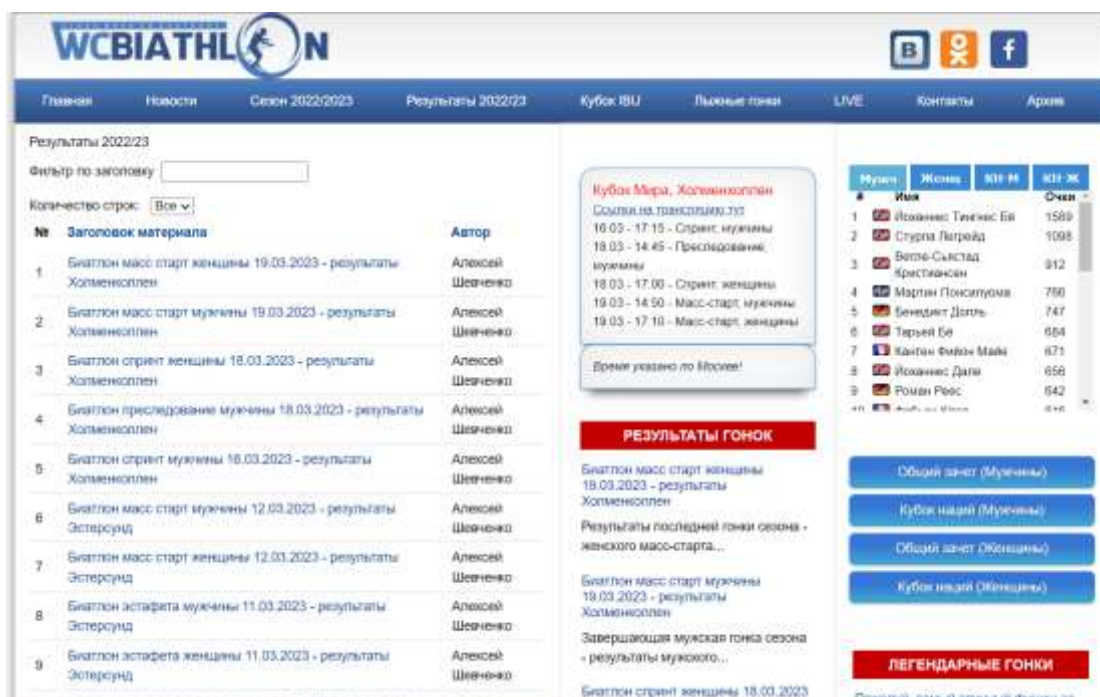 WCBIATHLON
Главная Новости Сезон 2022/2023 Результаты 2022/23 Кубок IBU Лыжные гонки LIVE Контакты Архив
Результаты 2022/23
Фильтр по заголовку
Количество строк: Все
№ Заголовок материала Автор
1 Биатлон масс старт женщины 19.03.2023 - результаты
Холменколлен
Алексей
Шевченко
2 Биатлон масс старт мужчины 19.03.2023 - результаты
Холменколлен
Алексей
Шевченко
3 Биатлон спринт женщины 18.03.2023 - результаты
Холменколлен
Алексей
Шевченко
4 Биатлон преследование мужчины 18.03.2023 - результаты
Холменколлен
Алексей
Шевченко
5 Биатлон спринт мужчины 16.03.2023 - результаты
Холменколлен
Алексей
Шевченко
6 Биатлон масс старт мужчины 12.03.2023 - результаты
Эстерсунд
Алексей
Шевченко
7 Биатлон масс старт женщины 12.03.2023 - результаты
Эстерсунд
Алексей
Шевченко
8 Биатлон эстафета мужчины 11.03.2023 - результаты
Эстерсунд
Алексей
Шевченко
9 Биатлон эстафета женщины 11.03.2023 - результаты
Эстерсунд
Алексей
Шевченко
Кубок Мира, Холменколлен
Ссылки на трансляцию тут
16.03 - 17:15 - Спринт, мужчины
18.03 - 14:45 - Преследование,
мужчины
18.03 - 17:00 - Спринт, женщины
19.03 - 14:50 - Масс-старт, мужчины
19.03 - 17:10 - Масс-старт, женщины
Время указано по Москве!
РЕЗУЛЬТАТЫ ГОНОК
Биатлон масс старт женщины
19.03.2023 - результаты
Холменколлен
Результаты последней гонки сезона -
женского масс-старта...
Биатлон масс старт мужчины
19.03.2023 - результаты
Холменколлен
Завершающая мужская гонка сезона
- результаты мужского...
Биатлон спринт женщины 18.03.2023
Мужч Женщ КН-М КН-Ж
# Имя Очки
1 Йоханнес Тингнес Бё 1589
2 Стурла Легрейд 1098
3 Ветле-Сьястад
Кристиансен 912
4 Мартин Понсилуома 766
5 Бенедикт Долль 747
6 Тарьей Бё 684
7 Кантен Фийон Майе 671
8 Йоханнес Дале 656
9 Роман Реес 642
Общий зачет (Мужчины)
Кубок наций (Мужчины)
Общий зачет (Женщины)
Кубок наций (Женщины)
ЛЕГЕНДАРНЫЕ ГОНКИ